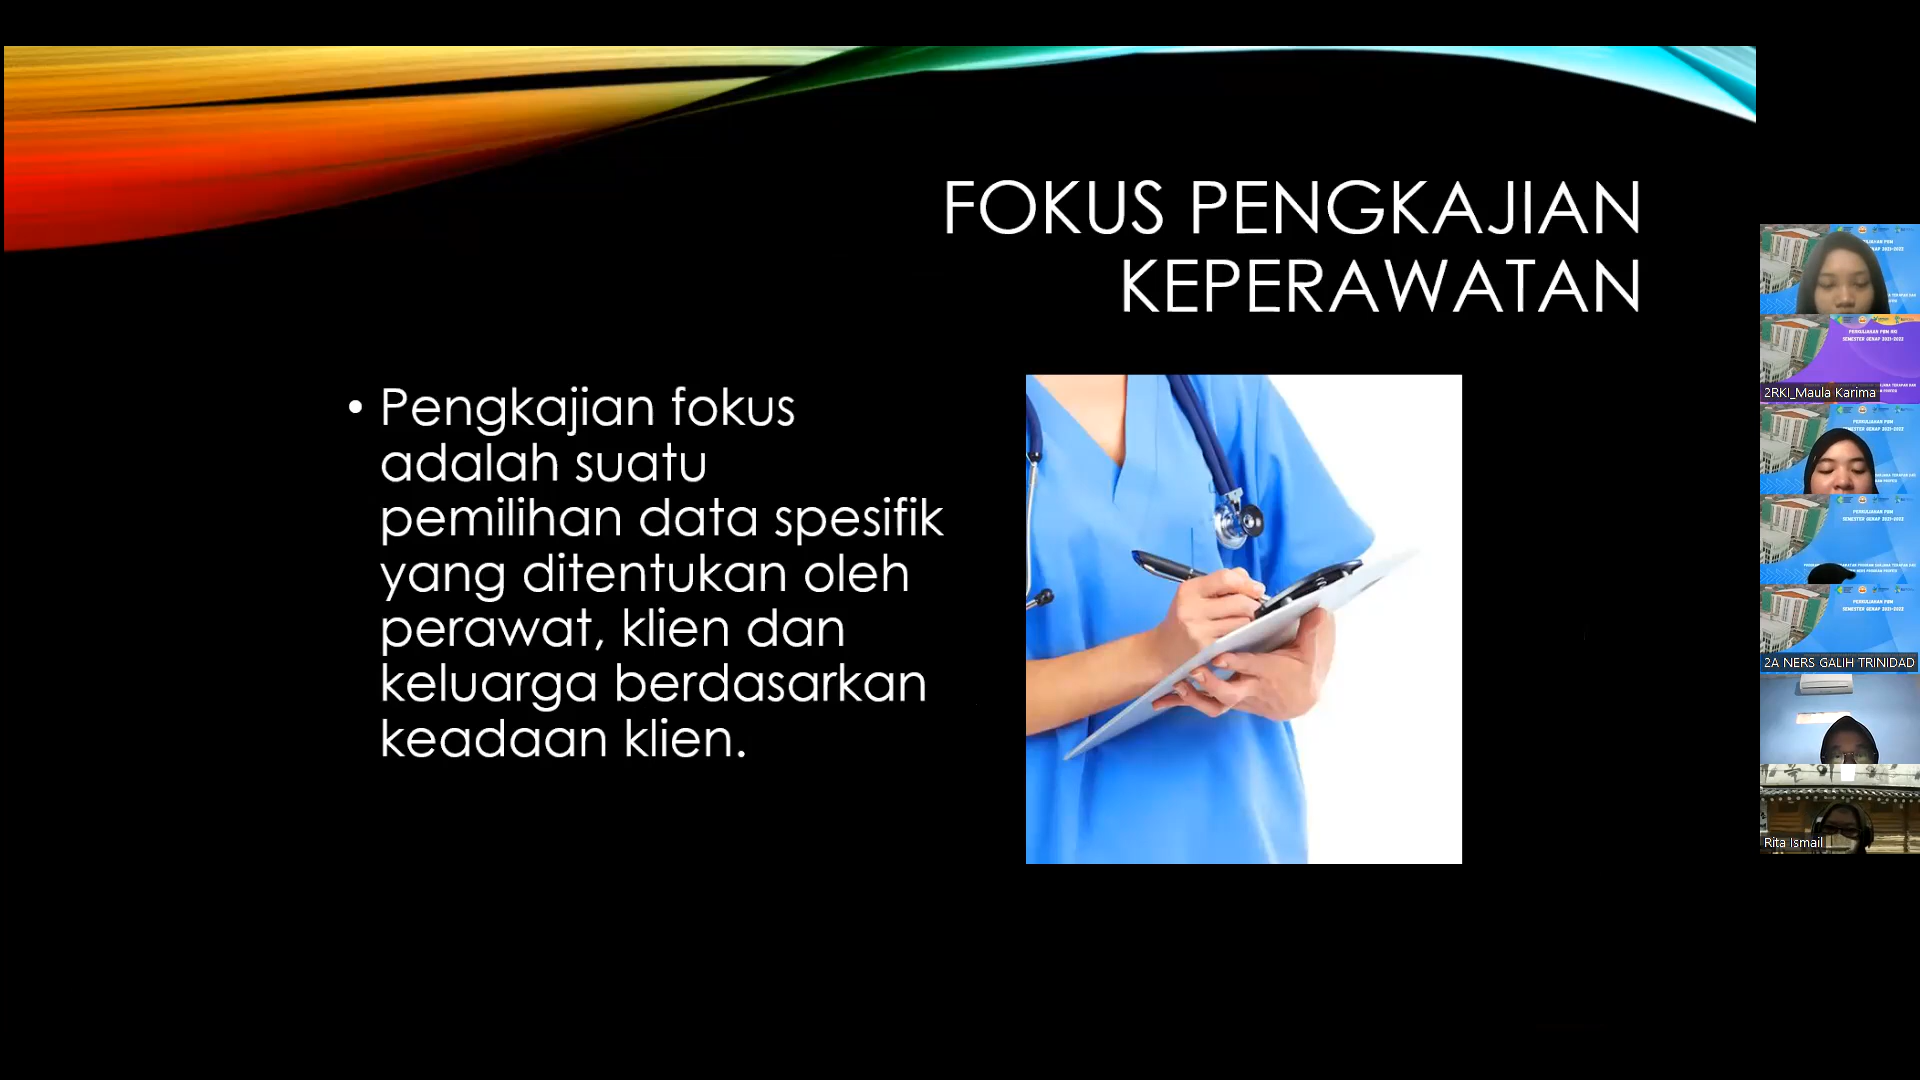 FOKUS PENGKAJIAN
KEPERAWATAN
• Pengkajian fokus
adalah suatu
pemilihan data spesifik
yang ditentukan oleh
perawat, klien dan
keluarga berdasarkan
keadaan klien.
2RKI_Maula Karima
2A NERS GALIH TRINIDAD
Rita Ismail